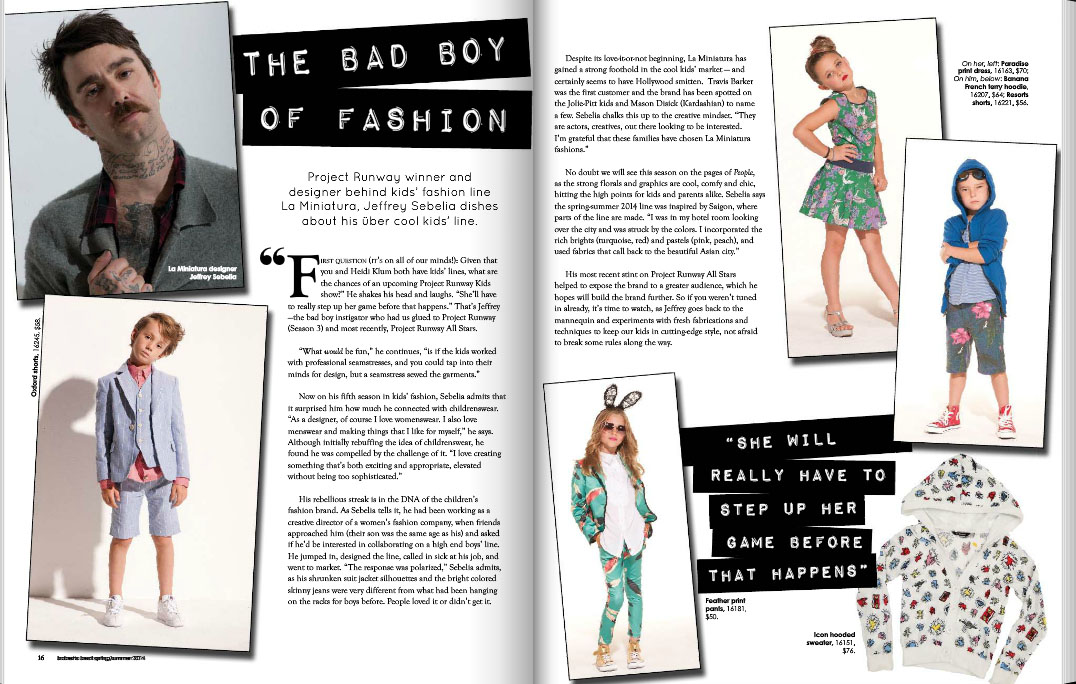 THE BAD BOY
OF FASHION
Project Runway winner and
designer behind kids' fashion line
La Miniatura, Jeffrey Sebelia dishes
about his über cool kids' line.
La Miniatura designer
Jeffrey Sebelia
Oxford shorts, 16245, $58.
“FIRST QUESTION (IT'S on all of our minds!): Given that
you and Heidi Klum both have kids' lines, what are
the chances of an upcoming Project Runway Kids
show?” He shakes his head and laughs. “She'll have
to really step up her game before that happens.” That's Jeffrey
—the bad boy instigator who had us glued to Project Runway
(Season 3) and most recently, Project Runway All Stars.
“What would be fun,” he continues, “is if the kids worked
with professional seamstresses, and you could tap into their
minds for design, but a seamstress sewed the garments.”
Now on his fifth season in kids' fashion, Sebelia admits that
it surprised him how much he connected with childrenswear.
“As a designer, of course I love womenswear. I also love
menswear and making things that I like for myself,” he says.
Although initially rebuffing the idea of childrenswear, he
found he was compelled by the challenge of it. “I love creating
something that's both exciting and appropriate, elevated
without being too sophisticated.”
His rebellious streak is in the DNA of the children's
fashion brand. As Sebelia tells it, he had been working as a
creative director of a women's fashion company, when friends
approached him (their son was the same age as his) and asked
if he'd be interested in collaborating on a high end boys' line.
He jumped in, designed the line, called in sick at his job, and
went to market. “The response was polarized,” Sebelia admits,
as his shrunken suit jacket silhouettes and the bright colored
skinny jeans were very different from what had been hanging
on the racks for boys before. People loved it or didn't get it.
16
spring/summer 2014
Despite its love-it-or-not beginning, La Miniatura has
gained a strong foothold in the cool kids' market — and
certainly seems to have Hollywood smitten. Travis Barker
was the first customer and the brand has been spotted on
the Jolie-Pitt kids and Mason Disick (Kardashian) to name
a few. Sebelia chalks this up to the creative mindset. “They
are actors, creatives, out there looking to be interested.
I'm grateful that these families have chosen La Miniatura
fashions.”
No doubt we will see this season on the pages of People,
as the strong florals and graphics are cool, comfy and chic,
hitting the high points for kids and parents alike. Sebelia says
the spring-summer 2014 line was inspired by Saigon, where
parts of the line are made. “I was in my hotel room looking
over the city and was struck by the colors. I incorporated the
rich brights (turquoise, red) and pastels (pink, peach), and
used fabrics that call back to the beautiful Asian city.”
His most recent stint on Project Runway All Stars
helped to expose the brand to a greater audience, which he
hopes will build the brand further. So if you weren't tuned
in already, it's time to watch, as Jeffrey goes back to the
mannequin and experiments with fresh fabrications and
techniques to keep our kids in cutting-edge style, not afraid
to break some rules along the way.
On her, left: Paradise
print dress, 16163, $70;
On him, below: Banana
French terry hoodie,
16207, $64; Resorts
shorts, 16221, $56.
“SHE WILL
REALLY HAVE TO
STEP UP HER
GAME BEFORE
THAT HAPPENS”
Feather print
pants, 16181,
$50.
Icon hooded
sweater, 16151,
$76.